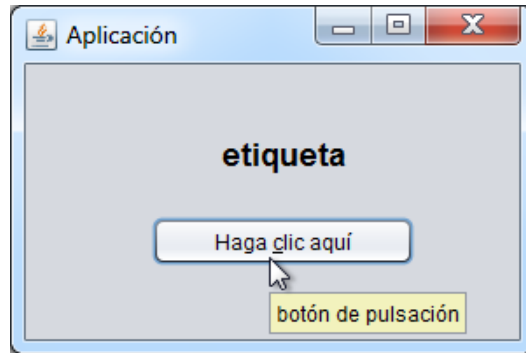 Aplicación
etiqueta
Haga clic aquí
botón de pulsación